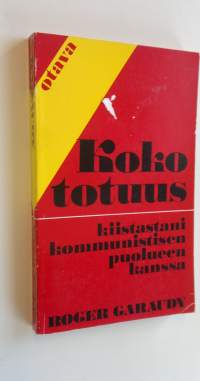 otava
Koko
totuus
kiistastani
kommunistisen
puolueen
kanssa
ROGER GARAUDY